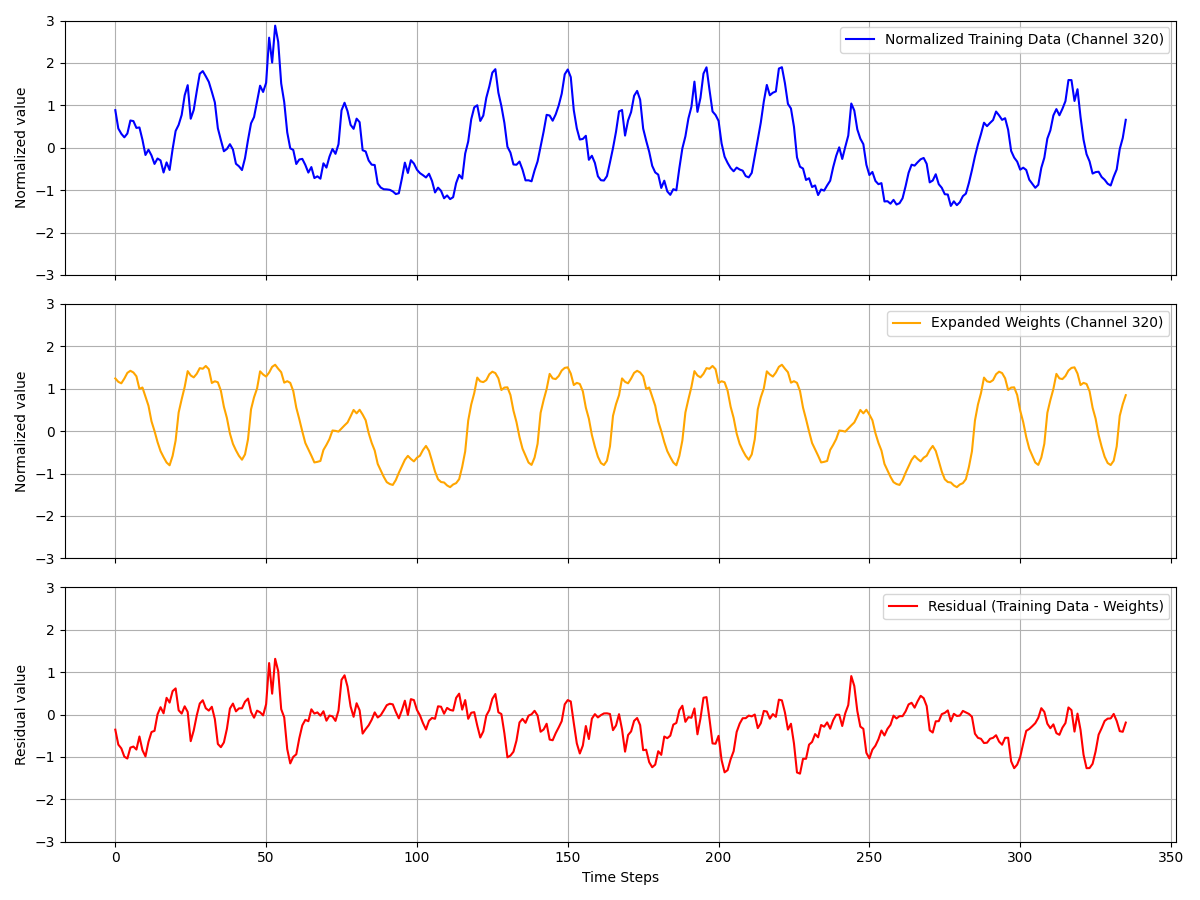 3
2
1
0
−1
−2
−3
Normalized value
Normalized Training Data (Channel 320)
3
2
1
0
−1
−2
−3
Normalized value
Expanded Weights (Channel 320)
3
2
1
0
−1
−2
−3
Residual value
Residual (Training Data - Weights)
0 50 100 150 200 250 300 350
Time Steps